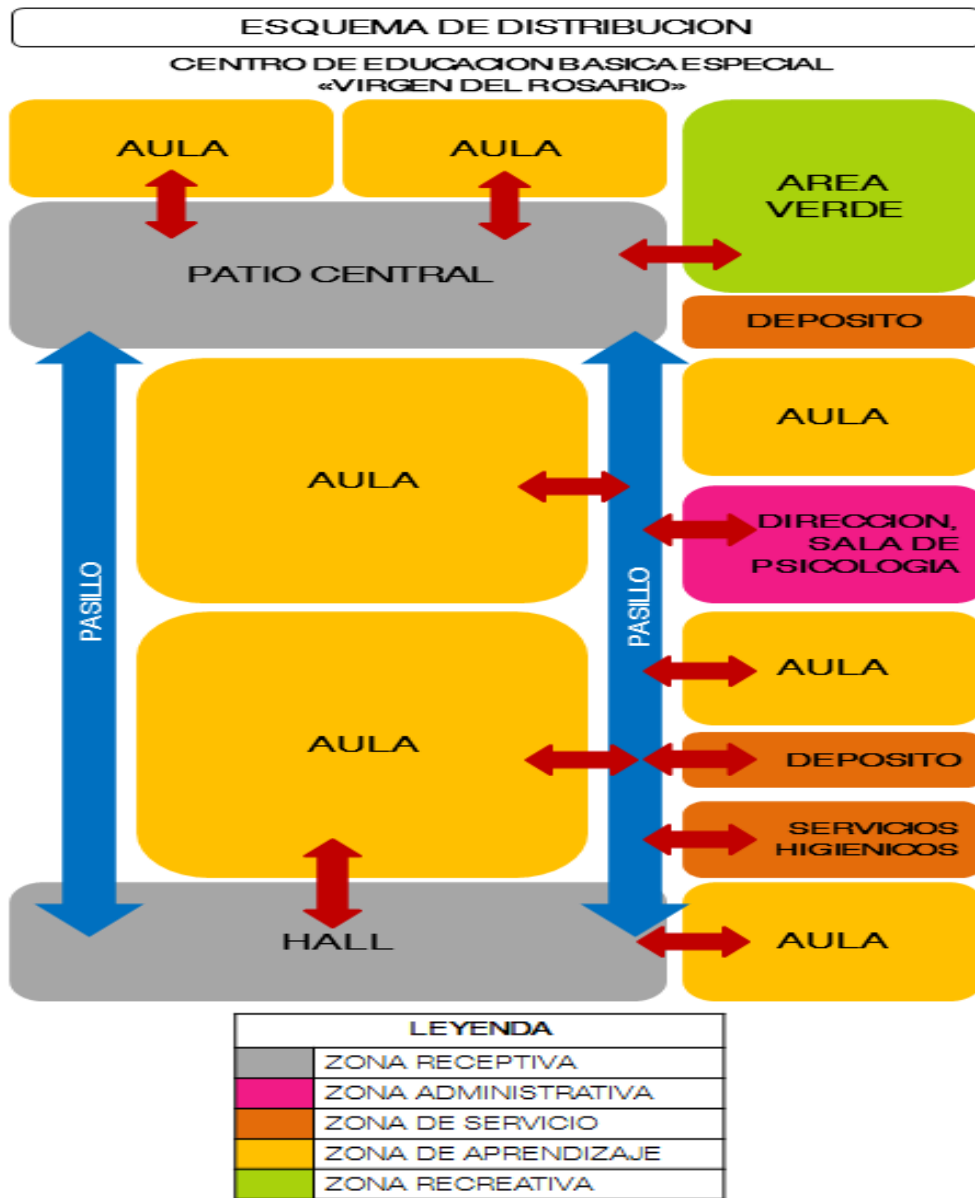 ESQUEMA DE DISTRIBUCION
CENTRO DE EDUCACION BASICA ESPECIAL
«VIRGEN DEL ROSARIO»
AULA
AULA
AREA
VERDE
PATIO CENTRAL
DEPOSITO
AULA
AULA
DIRECCION,
SALA DE
PSICOLOGIA
PASILLO
PASILLO
AULA
AULA
DEPOSITO
SERVICIOS
HIGIENICOS
HALL
AULA
LEYENDA
ZONA RECEPTIVA
ZONA ADMINISTRATIVA
ZONA DE SERVICIO
ZONA DE APRENDIZAJE
ZONA RECREATIVA